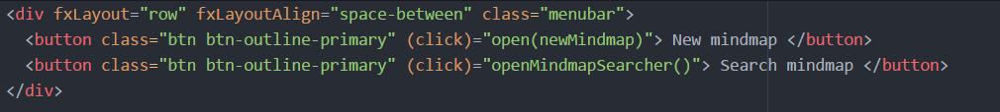 <div fxLayout="row" fxLayoutAlign="space-between" class="menubar">
  <button class="btn btn-outline-primary" (click)="open(newMindmap)"> New mindmap </button>
  <button class="btn btn-outline-primary" (click)="openMindmapSearcher()"> Search mindmap </button>
</div>